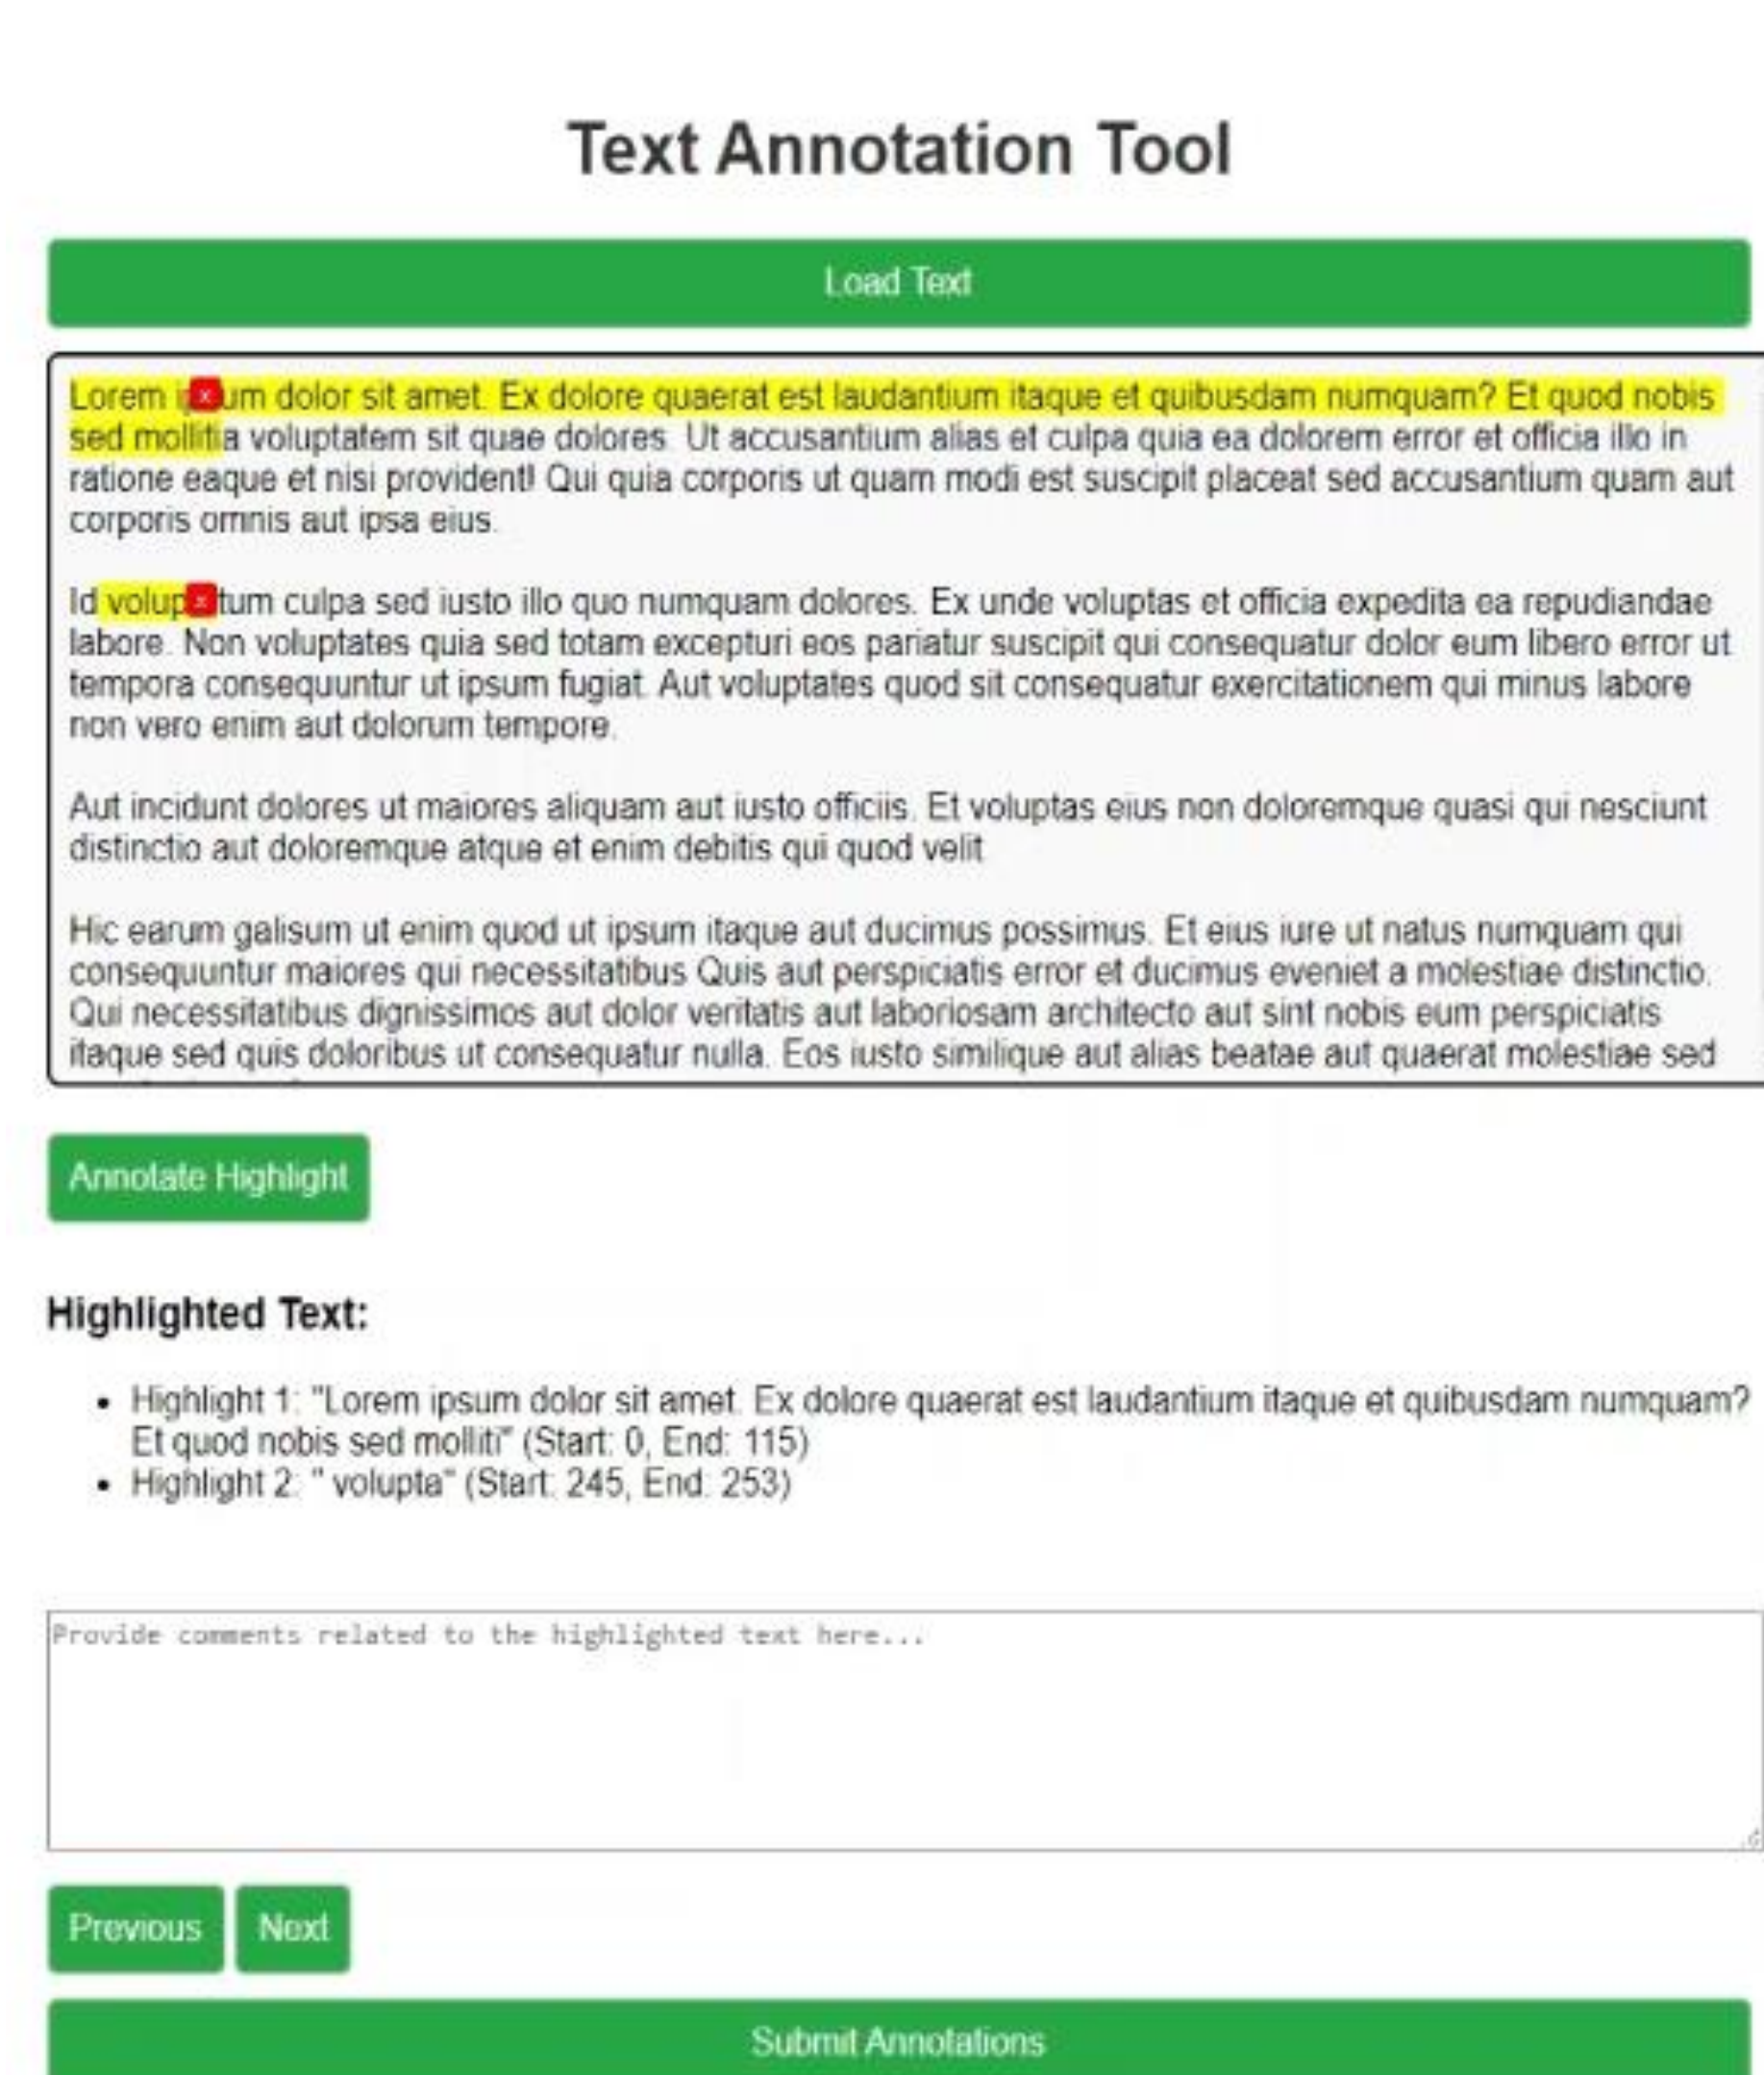 Text Annotation Tool
Load Text
Lorem ip x um dolor sit amet. Ex dolore quaerat est laudantium itaque et quibusdam numquam? Et quod nobis
sed mollitia voluptatem sit quae dolores. Ut accusantium alias et culpa quia ea dolorem error et officia illo in
ratione eaque et nisi provident! Qui quia corporis ut quam modi est suscipit placeat sed accusantium quam aut
corporis omnis aut ipsa eius.
Id volup x tum culpa sed iusto illo quo numquam dolores. Ex unde voluptas et officia expedita ea repudiandae
labore. Non voluptates quia sed totam excepturi eos pariatur suscipit qui consequatur dolor eum libero error ut
tempora consequuntur ut ipsum fugiat. Aut voluptates quod sit consequatur exercitationem qui minus labore
non vero enim aut dolorum tempore.
Aut incidunt dolores ut maiores aliquam aut iusto officiis. Et voluptas eius non doloremque quasi qui nesciunt
distinctio aut doloremque atque et enim debitis qui quod velit
Hic earum galisum ut enim quod ut ipsum itaque aut ducimus possimus. Et eius iure ut natus numquam qui
consequuntur maiores qui necessitatibus Quis aut perspiciatis error et ducimus eveniet a molestiae distinctio.
Qui necessitatibus dignissimos aut dolor veritatis aut laboriosam architecto aut sint nobis eum perspiciatis
itaque sed quis doloribus ut consequatur nulla. Eos iusto similique aut alias beatae aut quaerat molestiae sed
Annotate Highlight
Highlighted Text:
• Highlight 1: "Lorem ipsum dolor sit amet. Ex dolore quaerat est laudantium itaque et quibusdam numquam?
Et quod nobis sed molliti" (Start: 0, End: 115)
• Highlight 2: " volupta" (Start: 245, End: 253)
Provide comments related to the highlighted text here...
Previous Next
Submit Annotations